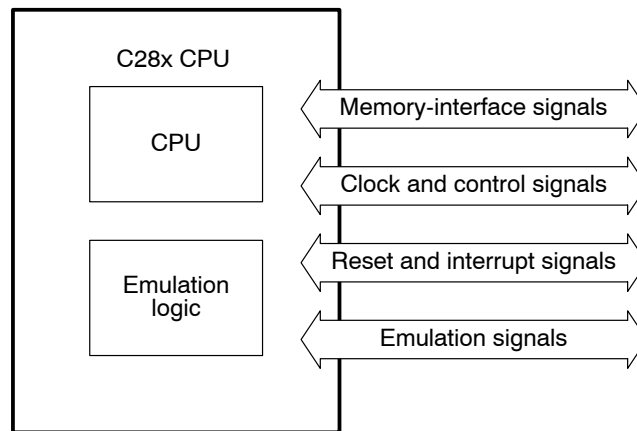 C28x CPU
CPU
Emulation
logic
Memory-interface signals
Clock and control signals
Reset and interrupt signals
Emulation signals